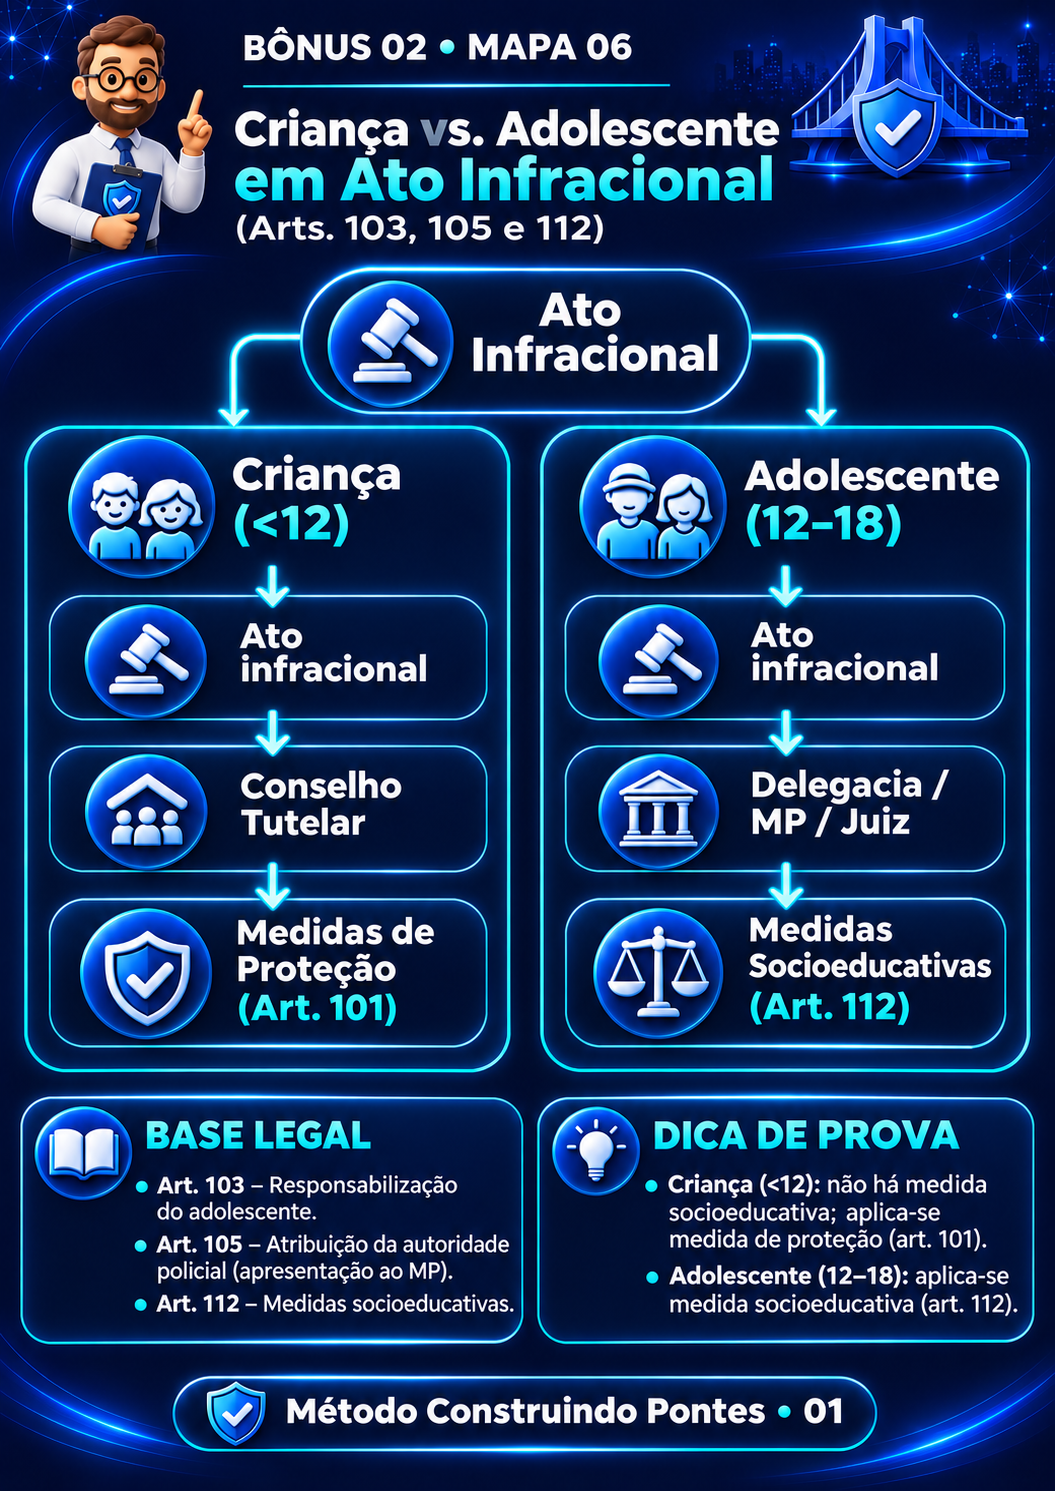 BÔNUS 02 • MAPA 06
Criança vs. Adolescente
em Ato Infracional
(Arts. 103, 105 e 112)
Ato
Infracional
Criança
(<12)
Ato
infracional
Conselho
Tutelar
Medidas de
Proteção
(Art. 101)
Adolescente
(12–18)
Ato
infracional
Delegacia /
MP / Juiz
Medidas
Socioeducativas
(Art. 112)
BASE LEGAL
• Art. 103 – Responsabilização
do adolescente.
• Art. 105 – Atribuição da autoridade
policial (apresentação ao MP).
• Art. 112 – Medidas socioeducativas.
DICA DE PROVA
• Criança (<12): não há medida
socioeducativa; aplica-se
medida de proteção (art. 101).
• Adolescente (12–18): aplica-se
medida socioeducativa (art. 112).
Método Construindo Pontes • 01